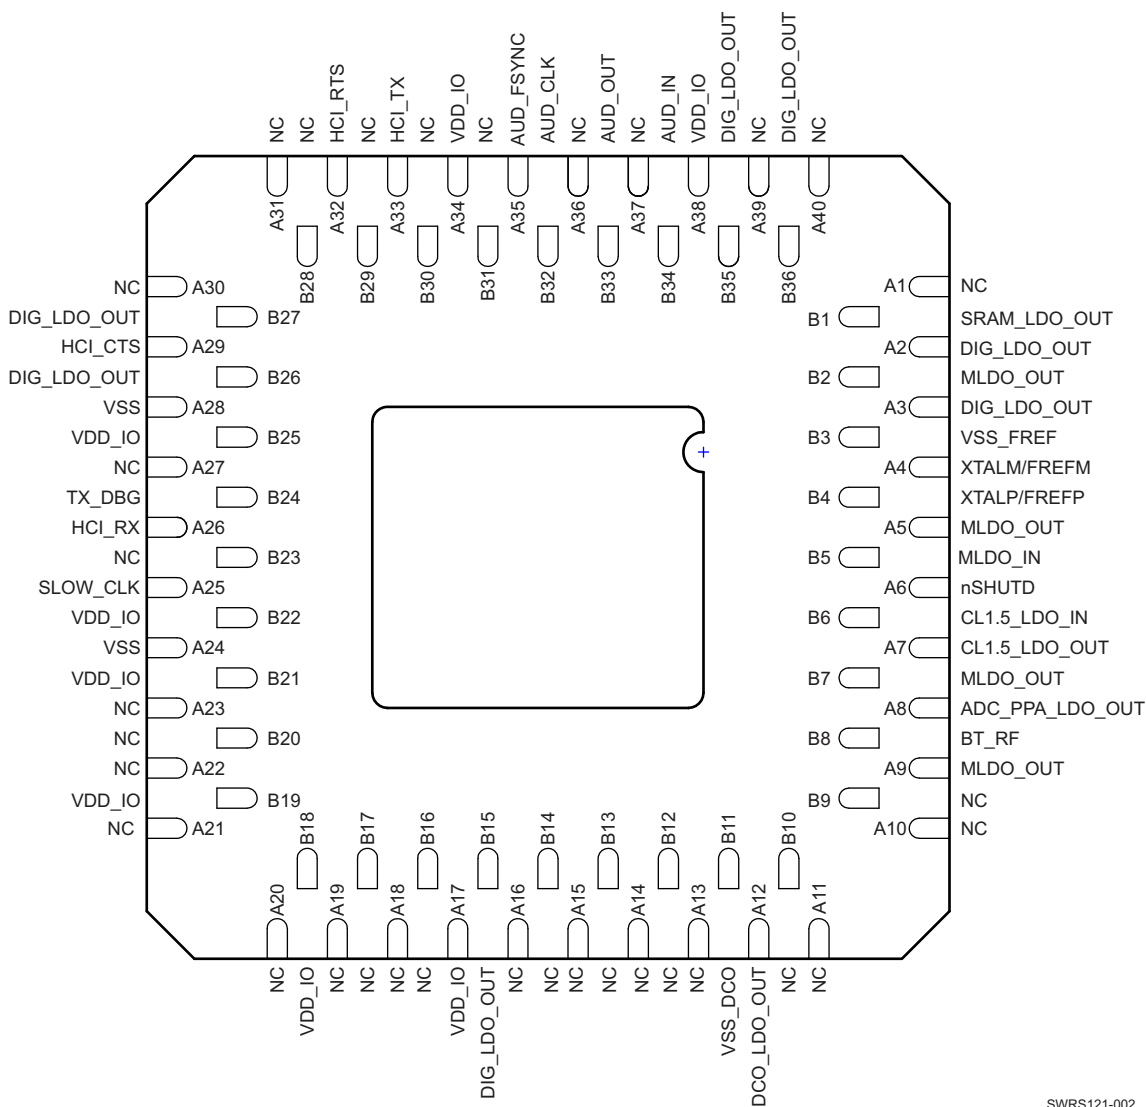 NC
NC
HCI_RTS
NC
HCI_TX
NC
VDD_IO
NC
AUD_FSYNC
AUD_CLK
NC
AUD_OUT
NC
AUD_IN
VDD_IO
DIG_LDO_OUT
NC
DIG_LDO_OUT
NC
A31
A32
A33
A34
A35
A36
A37
A38
A39
A40
B28
B29
B30
B31
B32
B33
B34
B35
B36
NC A30
DIG_LDO_OUT B27
HCI_CTS A29
DIG_LDO_OUT B26
VSS A28
VDD_IO B25
NC A27
TX_DBG B24
HCI_RX A26
NC B23
SLOW_CLK A25
VDD_IO B22
VSS A24
VDD_IO B21
NC A23
NC B20
NC A22
VDD_IO B19
NC A21
A1 NC
B1 SRAM_LDO_OUT
A2 DIG_LDO_OUT
B2 MLDO_OUT
A3 DIG_LDO_OUT
B3 VSS_FREF
A4 XTALM/FREFM
B4 XTALP/FREFP
A5 MLDO_OUT
B5 MLDO_IN
A6 nSHUTD
B6 CL1.5_LDO_IN
A7 CL1.5_LDO_OUT
B7 MLDO_OUT
A8 ADC_PPA_LDO_OUT
B8 BT_RF
A9 MLDO_OUT
B9 NC
A10 NC
B18
B17
B16
B15
B14
B13
B12
B11
B10
A20
A19
A18
A17
A16
A15
A14
A13
A12
A11
NC
VDD_IO
NC
NC
NC
NC
VDD_IO
DIG_LDO_OUT
NC
NC
NC
NC
NC
NC
NC
VSS_DCO
DCO_LDO_OUT
NC
NC
SWRS121-002